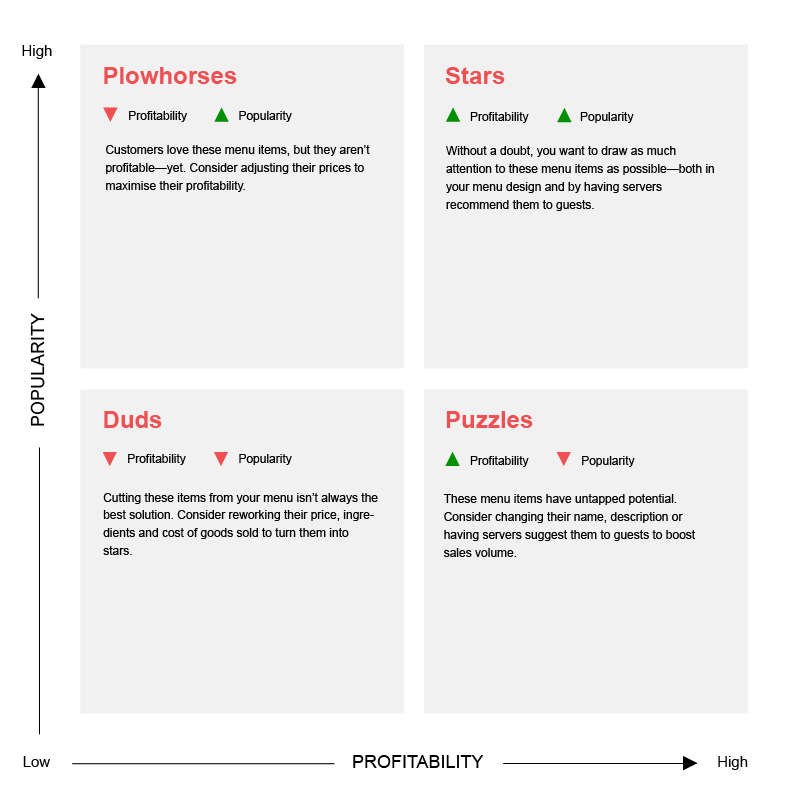 High
Plowhorses
Profitability Popularity
Customers love these menu items, but they aren’t
profitable—yet. Consider adjusting their prices to
maximise their profitability.
Stars
Profitability Popularity
Without a doubt, you want to draw as much
attention to these menu items as possible—both in
your menu design and by having servers
recommend them to guests.
POPULARITY
Duds
Profitability Popularity
Cutting these items from your menu isn’t always the
best solution. Consider reworking their price, ingre-
dients and cost of goods sold to turn them into
stars.
Puzzles
Profitability Popularity
These menu items have untapped potential.
Consider changing their name, description or
having servers suggest them to guests to boost
sales volume.
Low PROFITABILITY High